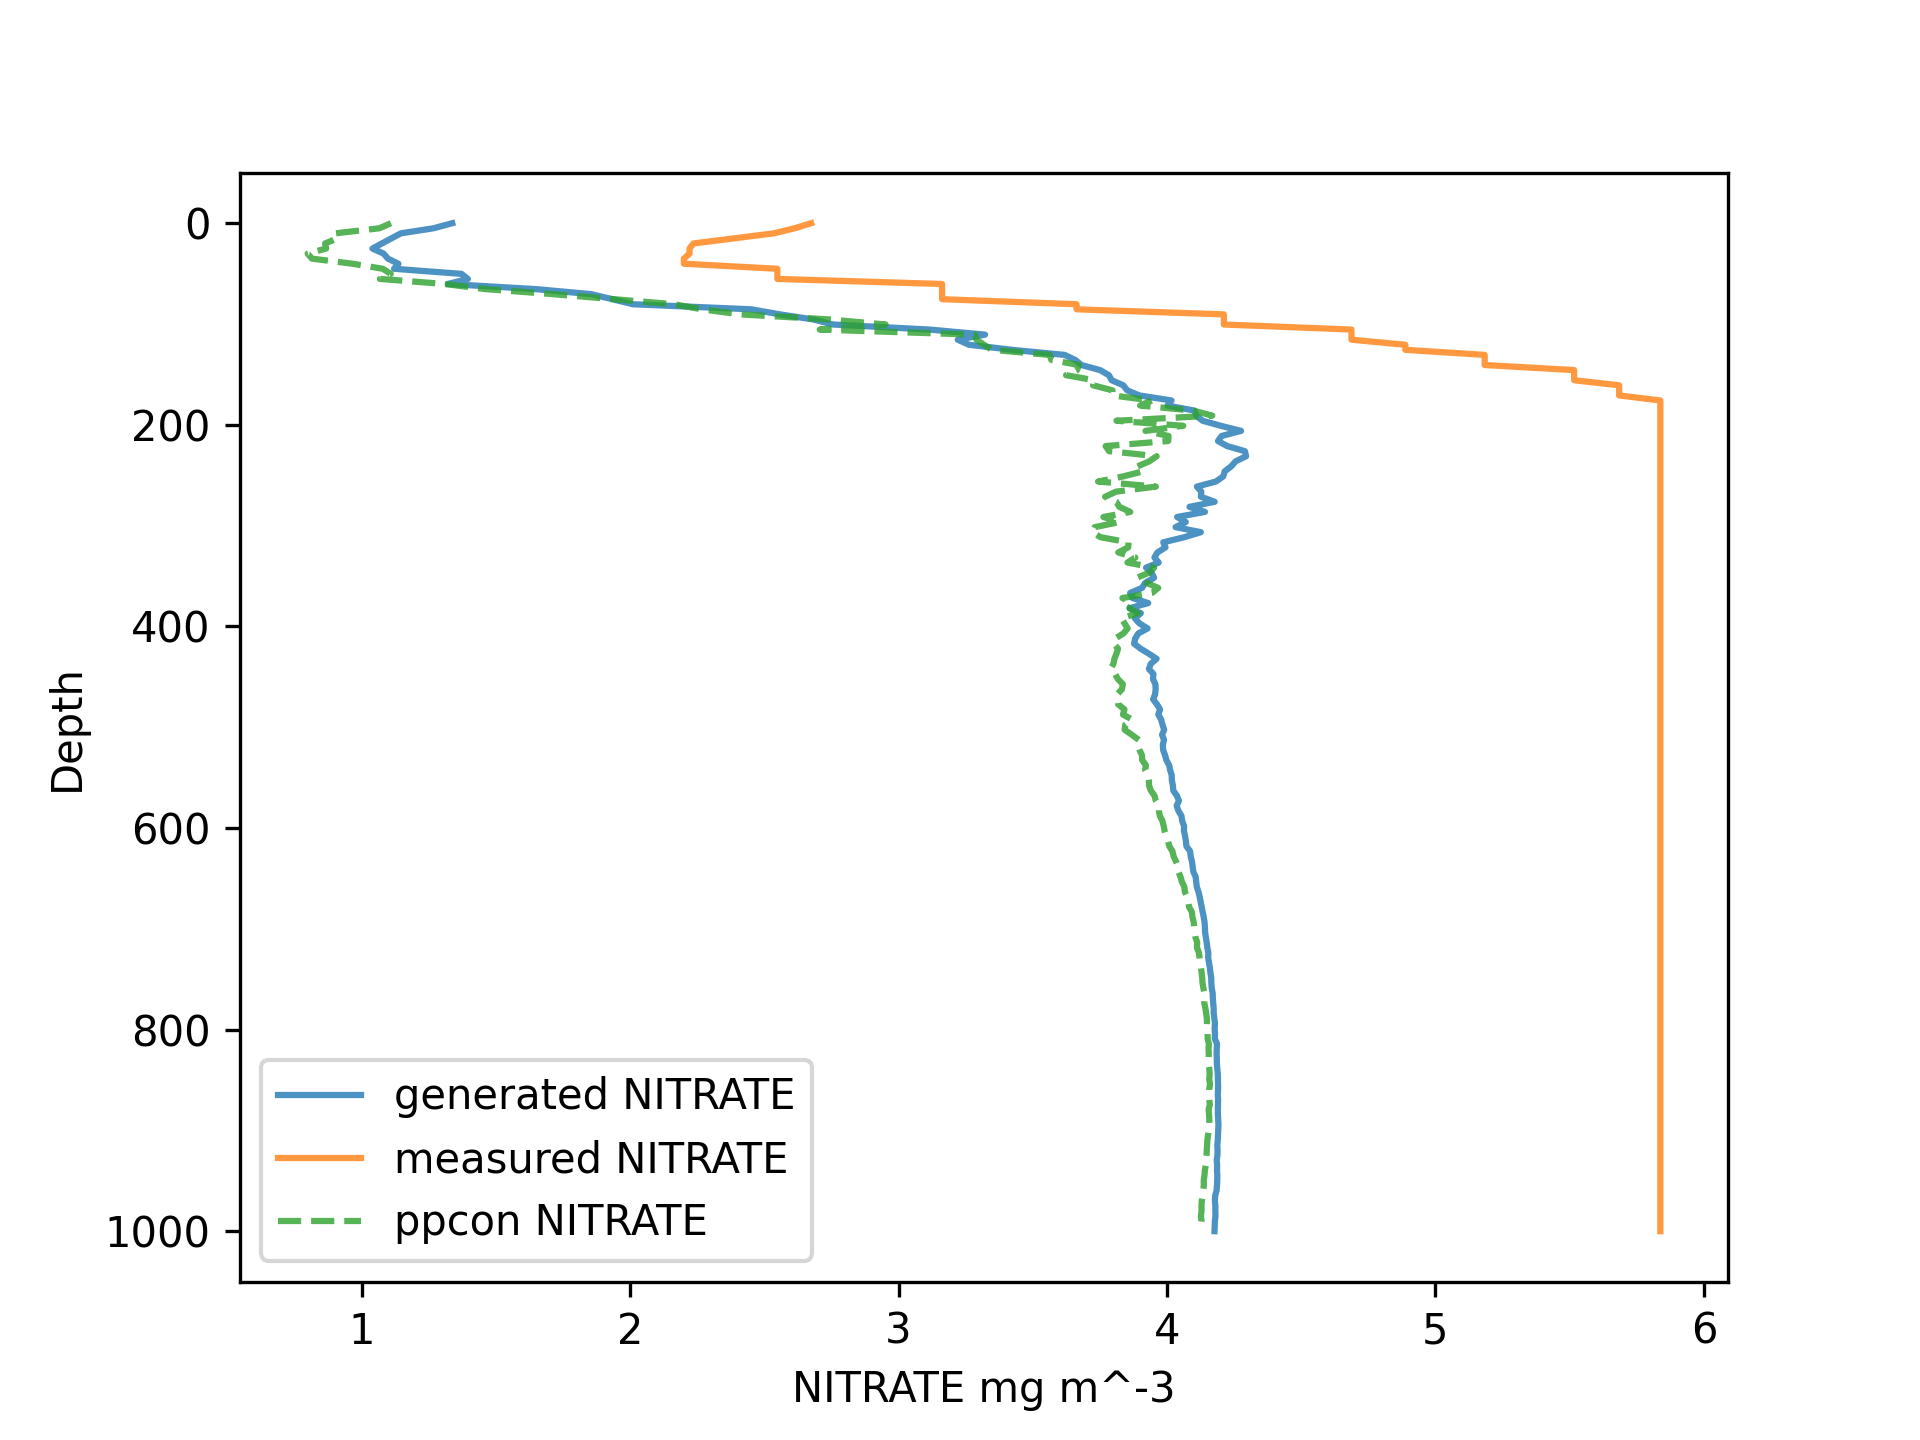 0
200
400
600
800
1000
Depth
generated NITRATE
measured NITRATE
ppcon NITRATE
1 2 3 4 5 6
NITRATE mg m^-3